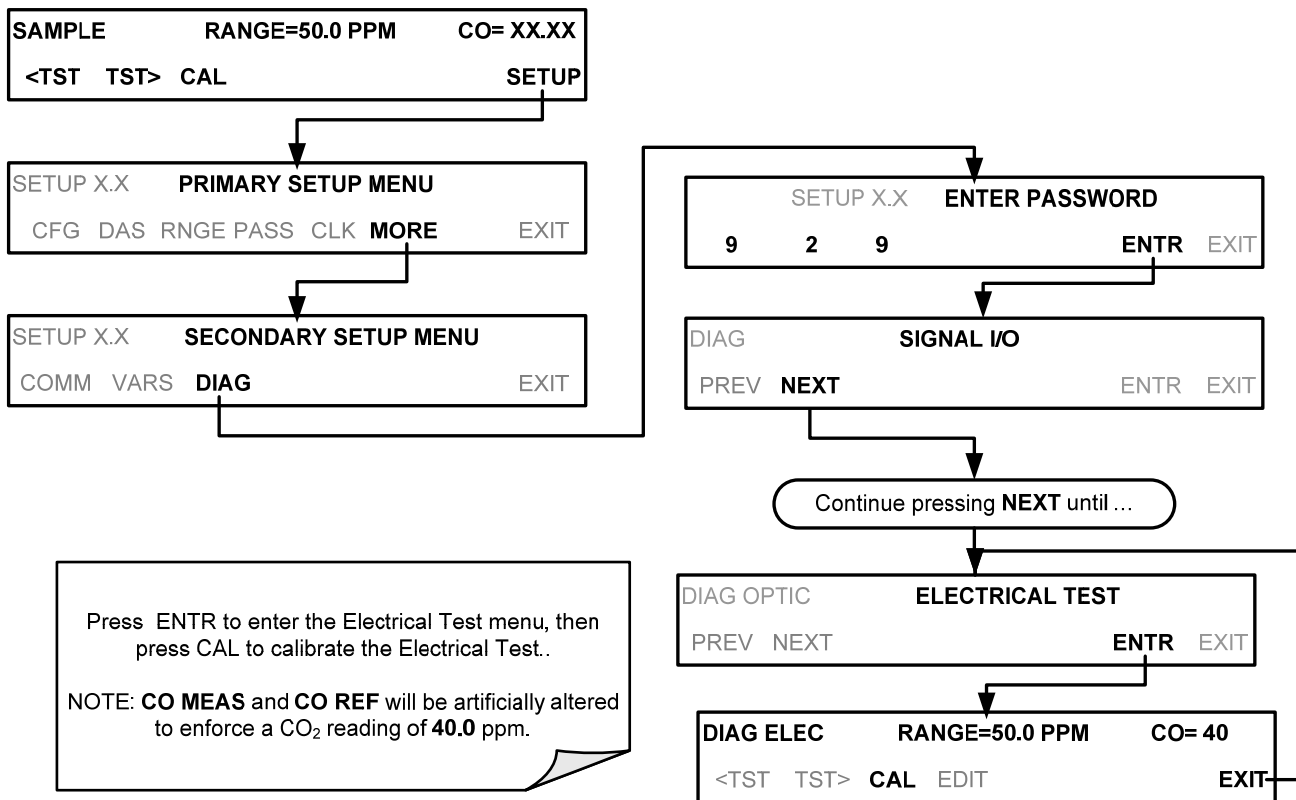 SAMPLE RANGE=50.0 PPM CO= XX.XX
<TST TST> CAL SETUP
SETUP X.X PRIMARY SETUP MENU
CFG DAS RNGE PASS CLK MORE EXIT
SETUP X.X SECONDARY SETUP MENU
COMM VARS DIAG EXIT
SETUP X.X ENTER PASSWORD
9 2 9 ENTR EXIT
DIAG SIGNAL I/O
PREV NEXT ENTR EXIT
Continue pressing NEXT until ...
DIAG OPTIC ELECTRICAL TEST
PREV NEXT ENTR EXIT
DIAG ELEC RANGE=50.0 PPM CO= 40
<TST TST> CAL EDIT EXIT
Press ENTR to enter the Electrical Test menu, then
press CAL to calibrate the Electrical Test..
NOTE: CO MEAS and CO REF will be artificially altered
to enforce a CO₂ reading of 40.0 ppm.